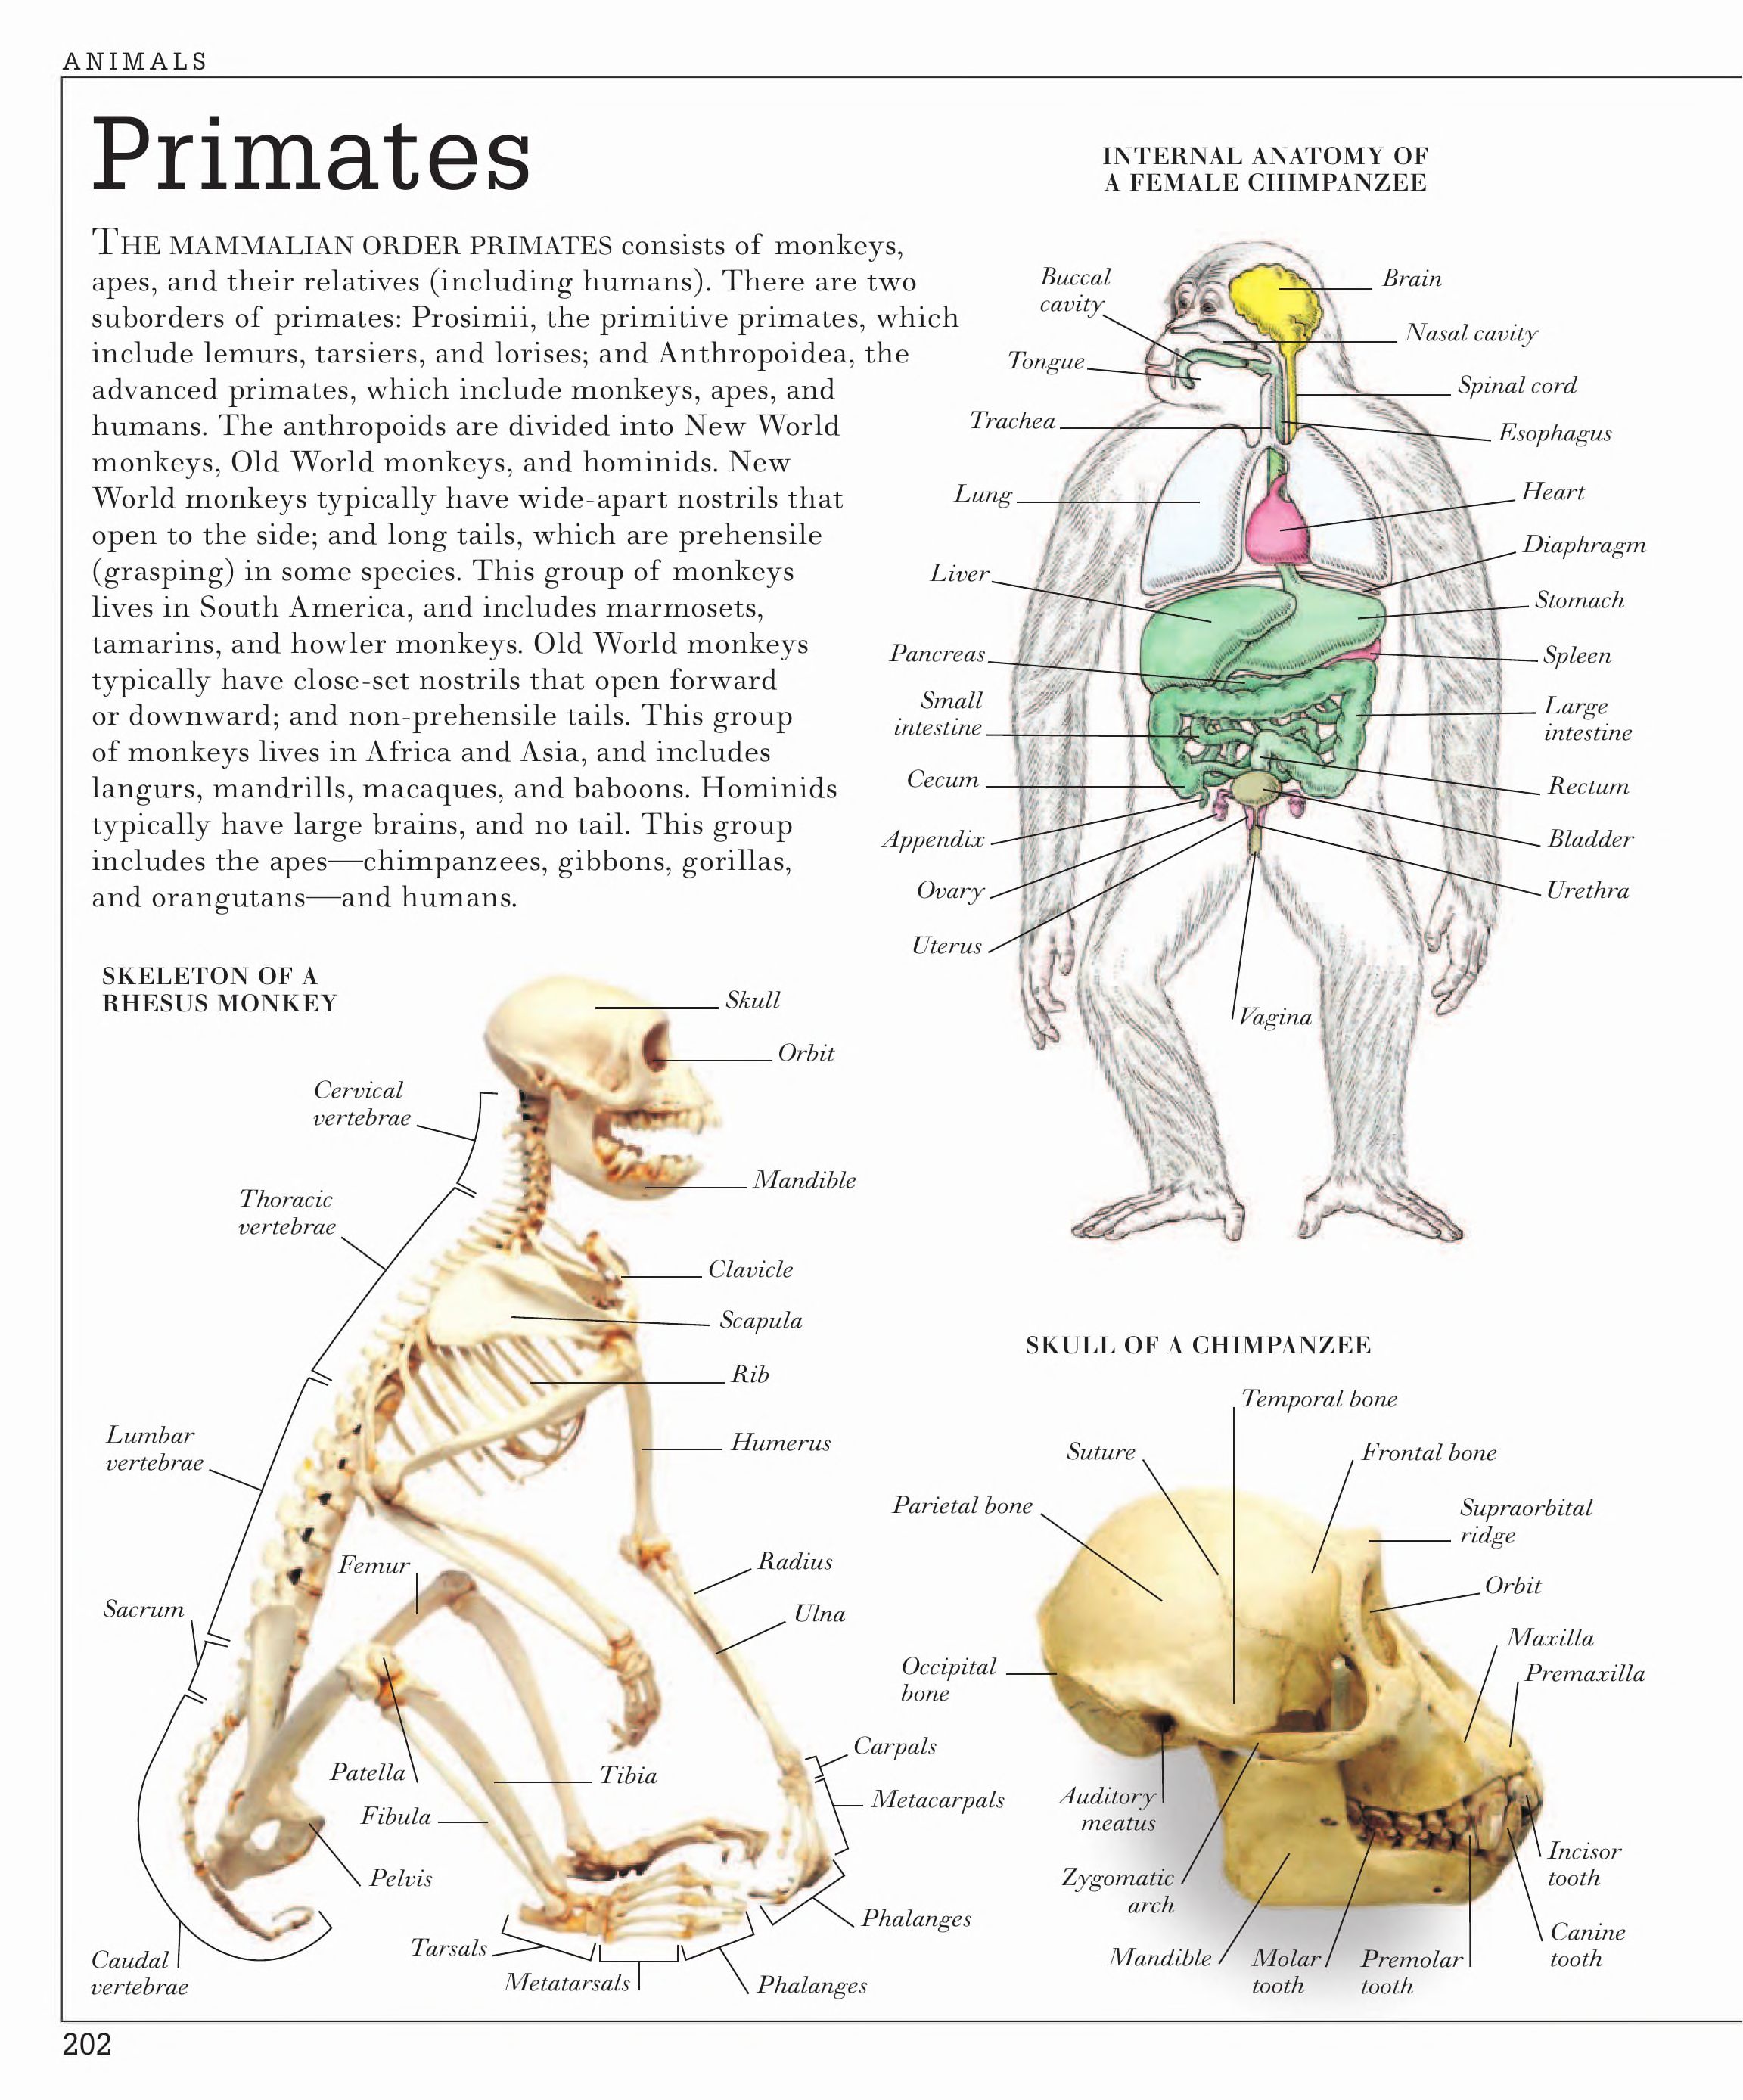 ANIMALS
Primates
THE MAMMALIAN ORDER PRIMATES consists of monkeys,
apes, and their relatives (including humans). There are two
suborders of primates: Prosimii, the primitive primates, which
include lemurs, tarsiers, and lorises; and Anthropoidea, the
advanced primates, which include monkeys, apes, and
humans. The anthropoids are divided into New World
monkeys, Old World monkeys, and hominids. New
World monkeys typically have wide-apart nostrils that
open to the side; and long tails, which are prehensile
(grasping) in some species. This group of monkeys
lives in South America, and includes marmosets,
tamarins, and howler monkeys. Old World monkeys
typically have close-set nostrils that open forward
or downward; and non-prehensile tails. This group
of monkeys lives in Africa and Asia, and includes
langurs, mandrills, macaques, and baboons. Hominids
typically have large brains, and no tail. This group
includes the apes—chimpanzees, gibbons, gorillas,
and orangutans—and humans.
INTERNAL ANATOMY OF
A FEMALE CHIMPANZEE
Buccal
cavity
Tongue
Trachea
Lung
Liver
Pancreas
Small
intestine
Cecum
Appendix
Ovary
Uterus
Brain
Nasal cavity
Spinal cord
Esophagus
Heart
Diaphragm
Stomach
Spleen
Large
intestine
Rectum
Bladder
Urethra
Vagina
SKELETON OF A
RHESUS MONKEY
Skull
Orbit
Cervical
vertebrae
Mandible
Thoracic
vertebrae
Clavicle
Scapula
Rib
Humerus
Lumbar
vertebrae
Femur
Radius
Sacrum
Ulna
Carpals
Patella
Tibia
Metacarpals
Fibula
Pelvis
Phalanges
Tarsals
Caudal
vertebrae
Metatarsals
Phalanges
SKULL OF A CHIMPANZEE
Temporal bone
Suture
Frontal bone
Parietal bone
Supraorbital
ridge
Orbit
Maxilla
Occipital
bone
Premaxilla
Auditory
meatus
Zygomatic
arch
Incisor
tooth
Canine
tooth
Mandible
Molar
tooth
Premolar
tooth
202